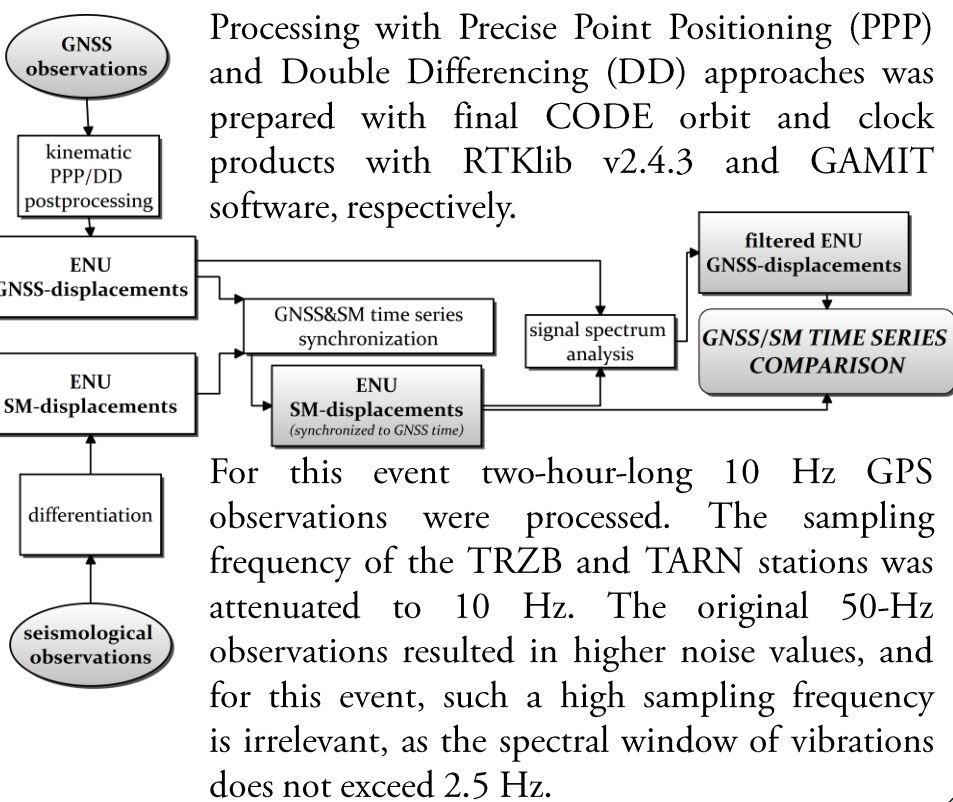 GNSS
observations
Processing with Precise Point Positioning (PPP)
and Double Differencing (DD) approaches was
prepared with final CODE orbit and clock
products with RTKlib v2.4.3 and GAMIT
software, respectively.
kinematic
PPP/DD
postprocessing
ENU
GNSS-displacements
GNSS&SM time series
synchronization
ENU
SM-displacements
ENU
SM-displacements
(synchronized to GNSS time)
signal spectrum
analysis
filtered ENU
GNSS-displacements
GNSS/SM TIME SERIES
COMPARISON
differentiation
seismological
observations
For this event two-hour-long 10 Hz GPS
observations were processed. The sampling
frequency of the TRZB and TARN stations was
attenuated to 10 Hz. The original 50-Hz
observations resulted in higher noise values, and
for this event, such a high sampling frequency
is irrelevant, as the spectral window of vibrations
does not exceed 2.5 Hz.